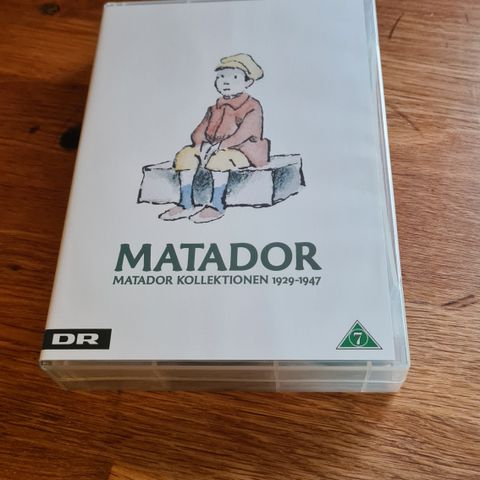 MATADOR
MATADOR KOLLEKTIONEN 1929-1947
DR
7